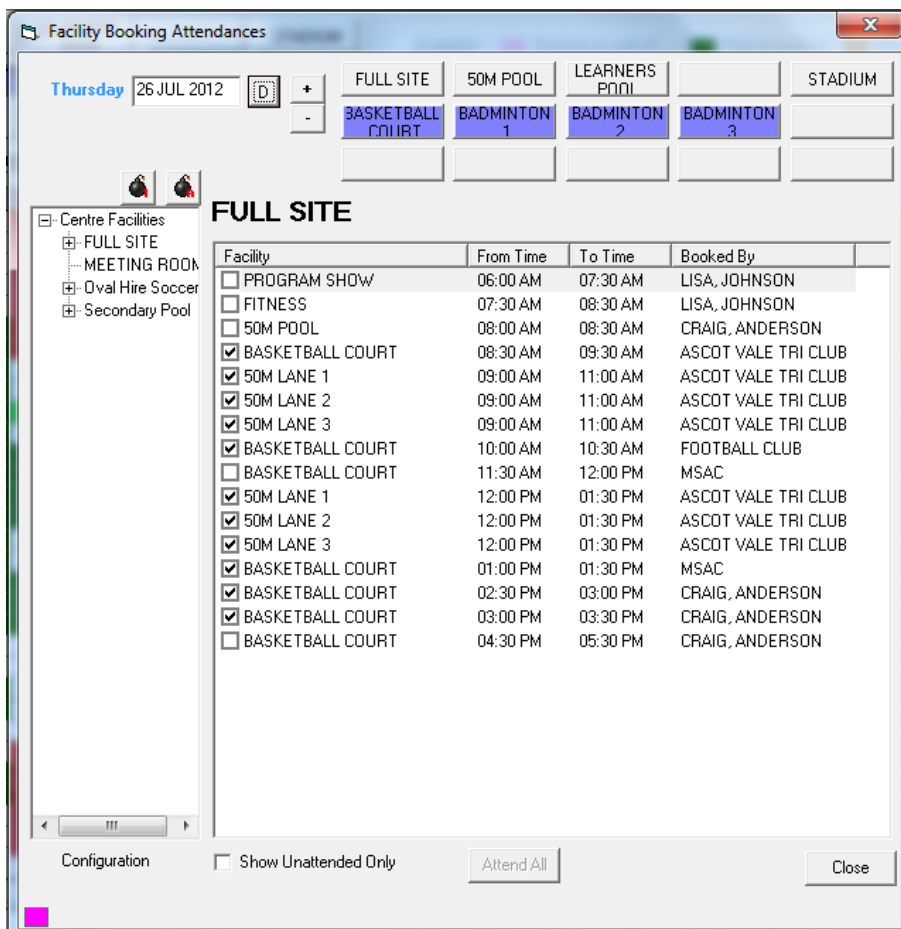 Facility Booking Attendances
Thursday 26 JUL 2012 D + -
FULL SITE 50M POOL LEARNERS POOL STADIUM
BASKETBALL COURT BADMINTON 1 BADMINTON 2 BADMINTON 3
Centre Facilities
FULL SITE
MEETING ROOM
Oval Hire Soccer
Secondary Pool
FULL SITE
Facility From Time To Time Booked By
PROGRAM SHOW 06:00 AM 07:30 AM LISA, JOHNSON
FITNESS 07:30 AM 08:30 AM LISA, JOHNSON
50M POOL 08:00 AM 08:30 AM CRAIG, ANDERSON
BASKETBALL COURT 08:30 AM 09:30 AM ASCOT VALE TRI CLUB
50M LANE 1 09:00 AM 11:00 AM ASCOT VALE TRI CLUB
50M LANE 2 09:00 AM 11:00 AM ASCOT VALE TRI CLUB
50M LANE 3 09:00 AM 11:00 AM ASCOT VALE TRI CLUB
BASKETBALL COURT 10:00 AM 10:30 AM FOOTBALL CLUB
BASKETBALL COURT 11:30 AM 12:00 PM MSAC
50M LANE 1 12:00 PM 01:30 PM ASCOT VALE TRI CLUB
50M LANE 2 12:00 PM 01:30 PM ASCOT VALE TRI CLUB
50M LANE 3 12:00 PM 01:30 PM ASCOT VALE TRI CLUB
BASKETBALL COURT 01:00 PM 01:30 PM MSAC
BASKETBALL COURT 02:30 PM 03:00 PM CRAIG, ANDERSON
BASKETBALL COURT 03:00 PM 03:30 PM CRAIG, ANDERSON
BASKETBALL COURT 04:30 PM 05:30 PM CRAIG, ANDERSON
Configuration Show Unattended Only Attend All Close